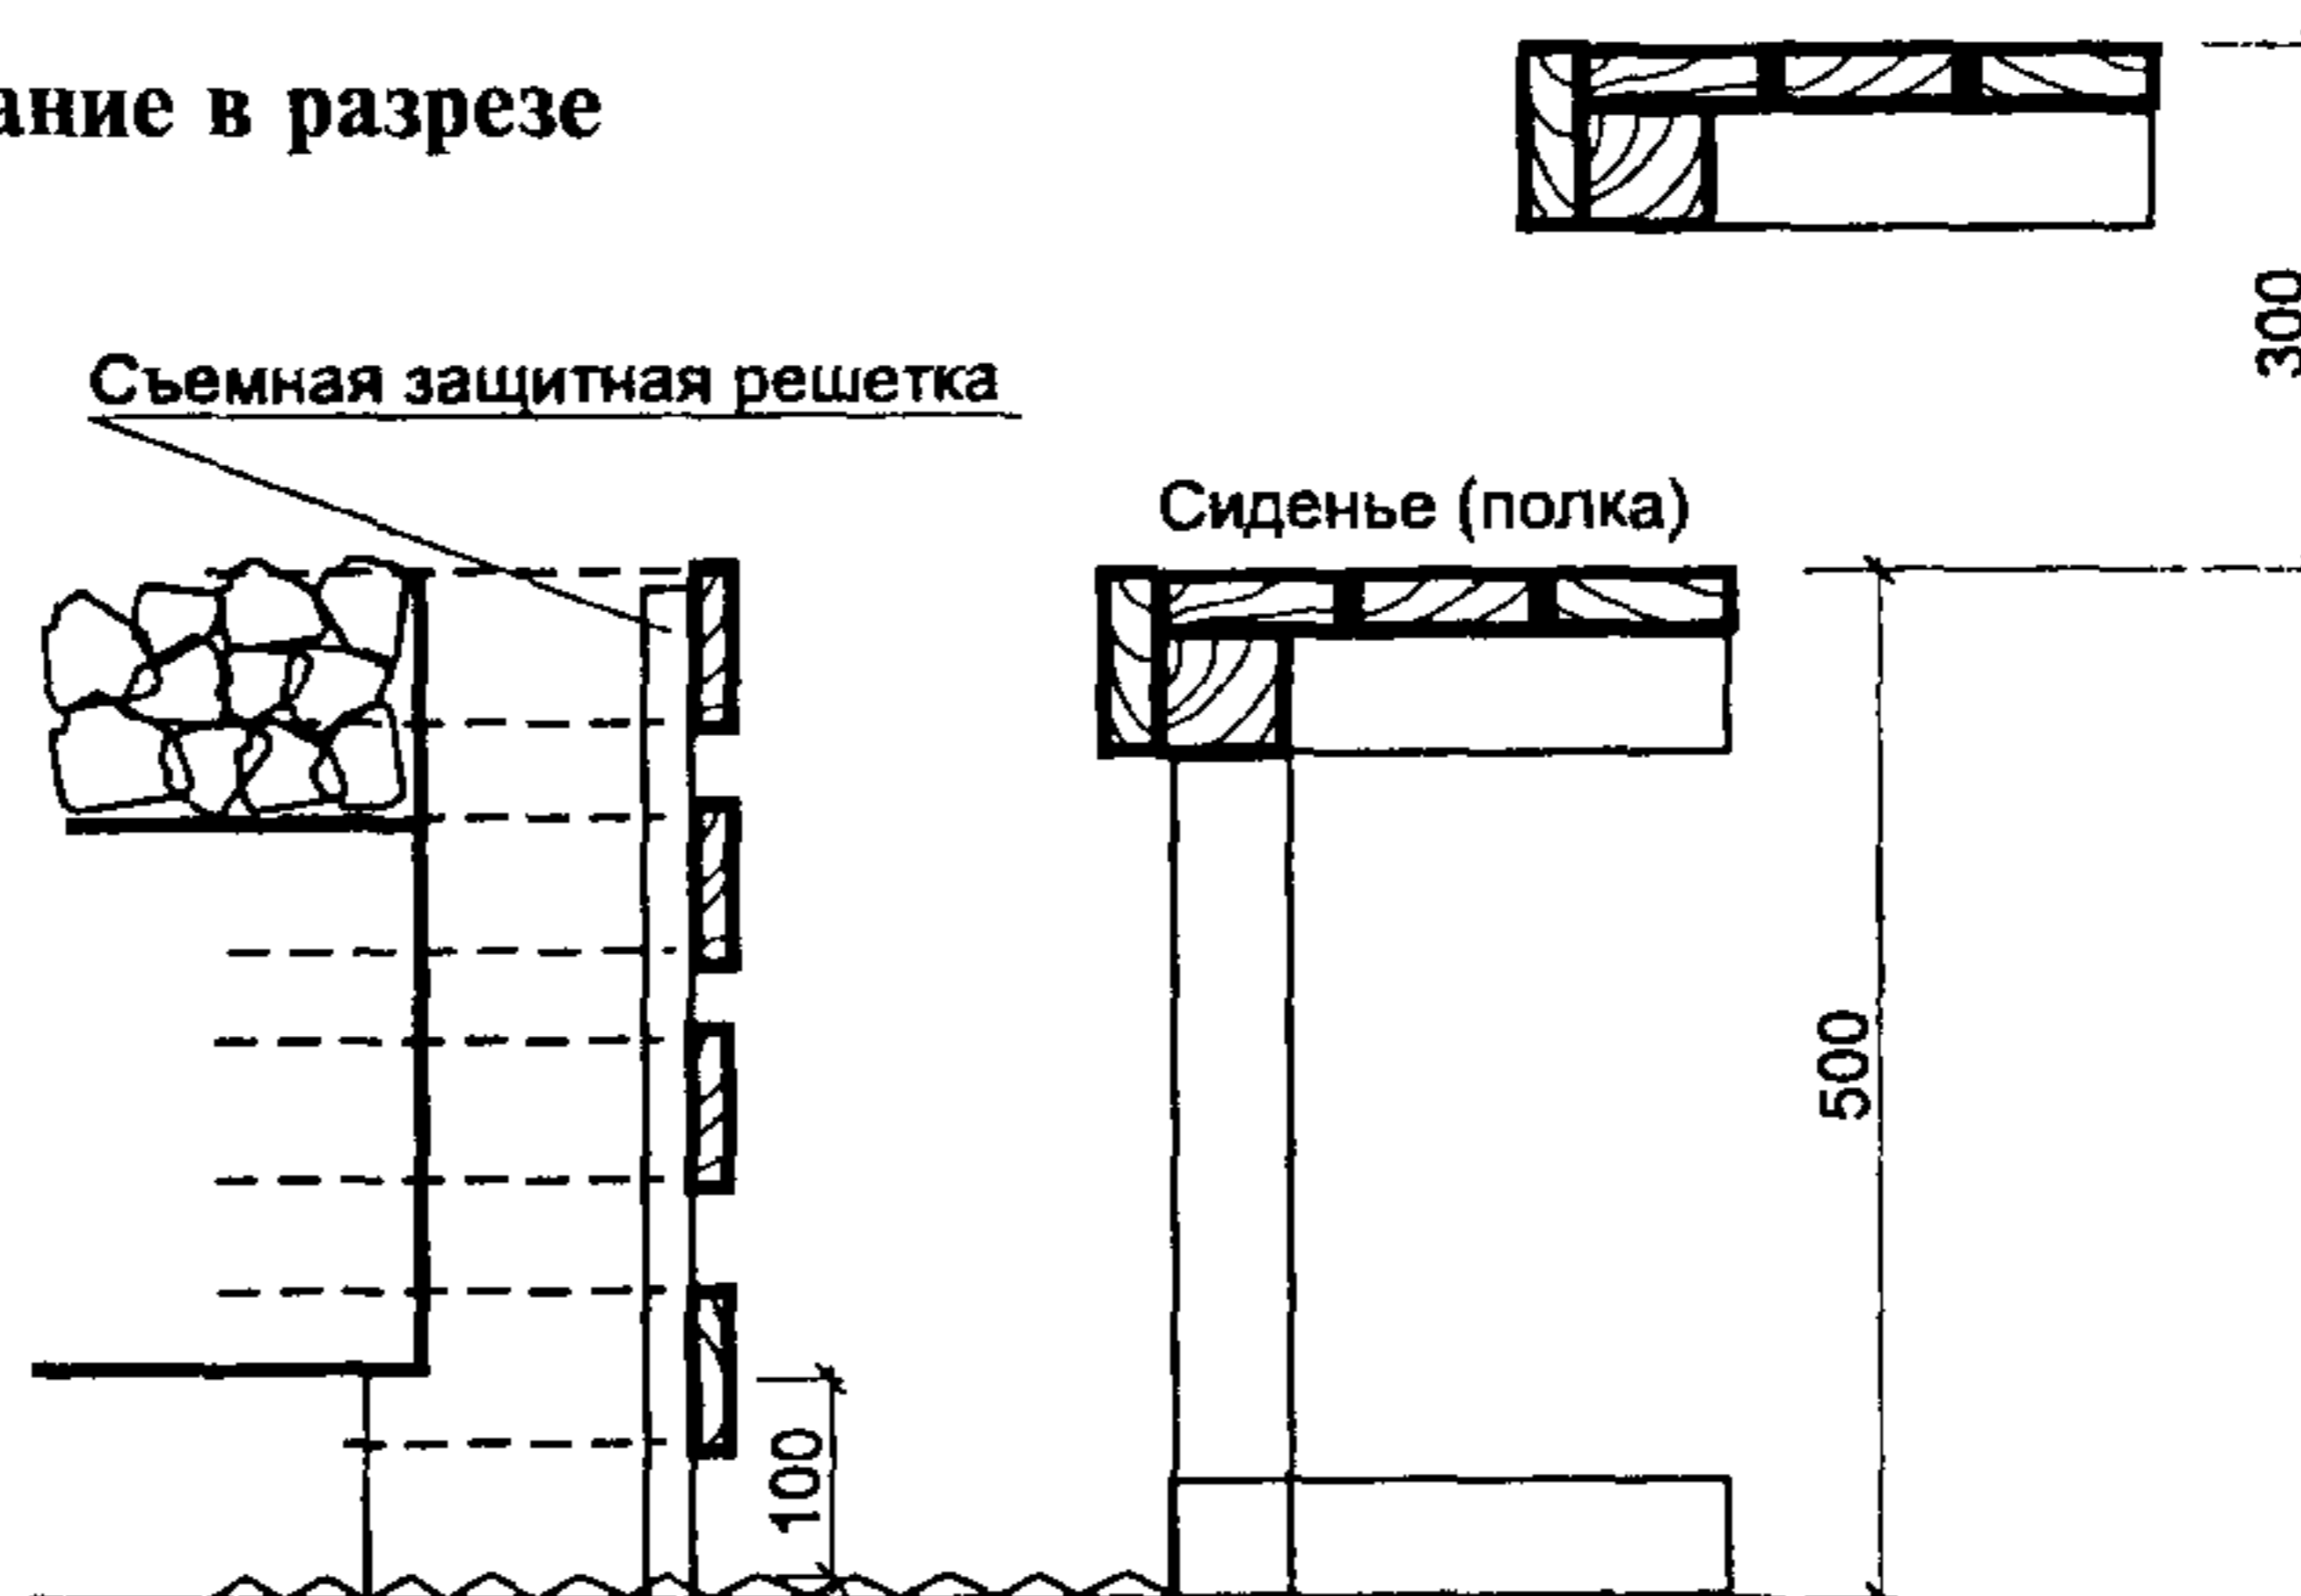 ание в разрезе
300
Съемная защитная решетка
Сиденье (полка)
500
100